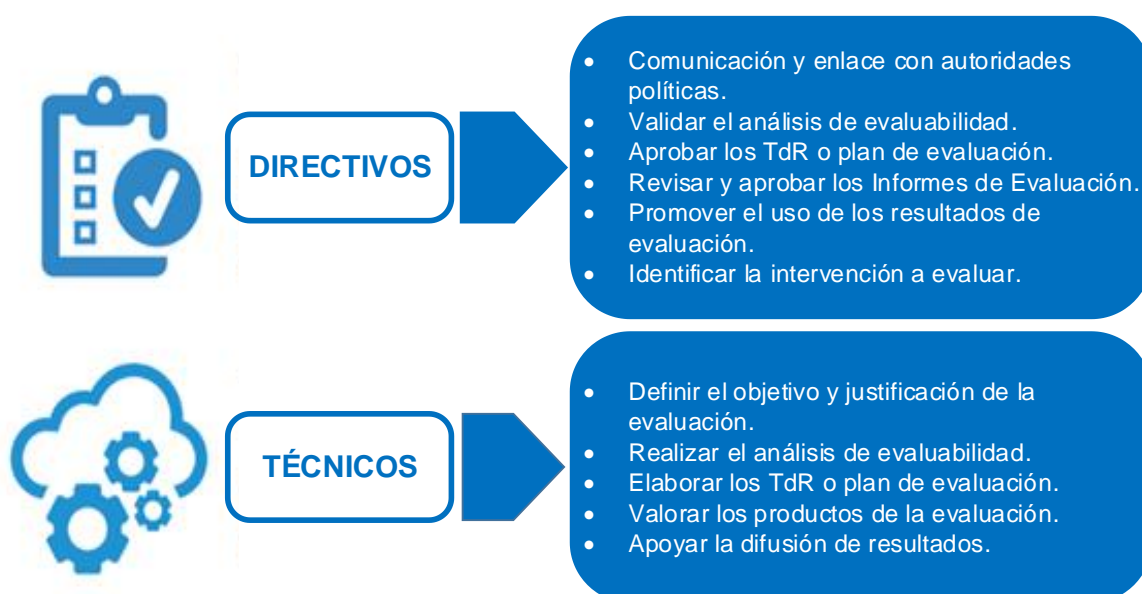 DIRECTIVOS
• Comunicación y enlace con autoridades
políticas.
• Validar el análisis de evaluabilidad.
• Aprobar los TdR o plan de evaluación.
• Revisar y aprobar los Informes de Evaluación.
• Promover el uso de los resultados de
evaluación.
• Identificar la intervención a evaluar.
TÉCNICOS
• Definir el objetivo y justificación de la
evaluación.
• Realizar el análisis de evaluabilidad.
• Elaborar los TdR o plan de evaluación.
• Valorar los productos de la evaluación.
• Apoyar la difusión de resultados.